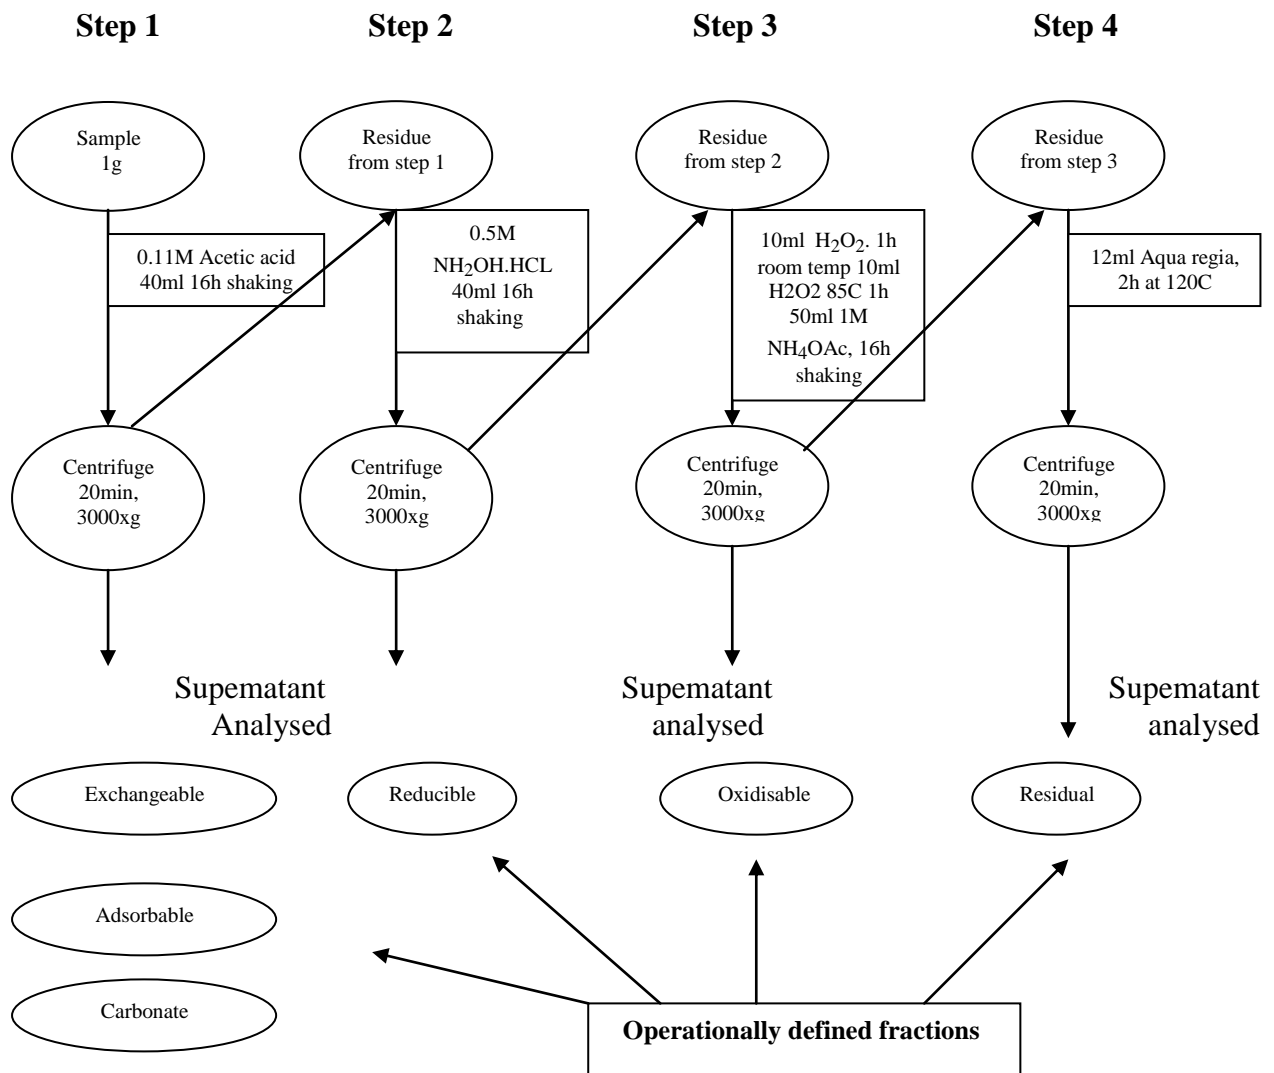 Step 1
Step 2
Step 3
Step 4
Sample
1g
Residue
from step 1
Residue
from step 2
Residue
from step 3
0.11M Acetic acid
40ml 16h shaking
0.5M
NH2OH.HCL
40ml 16h
shaking
10ml H2O2. 1h
room temp 10ml
H2O2 85C 1h
50ml 1M
NH4OAc, 16h
shaking
12ml Aqua regia,
2h at 120C
Centrifuge
20min,
3000xg
Centrifuge
20min,
3000xg
Centrifuge
20min,
3000xg
Centrifuge
20min,
3000xg
Supematant
Analysed
Supematant
analysed
Supematant
analysed
Exchangeable
Reducible
Oxidisable
Residual
Adsorbable
Carbonate
Operationally defined fractions